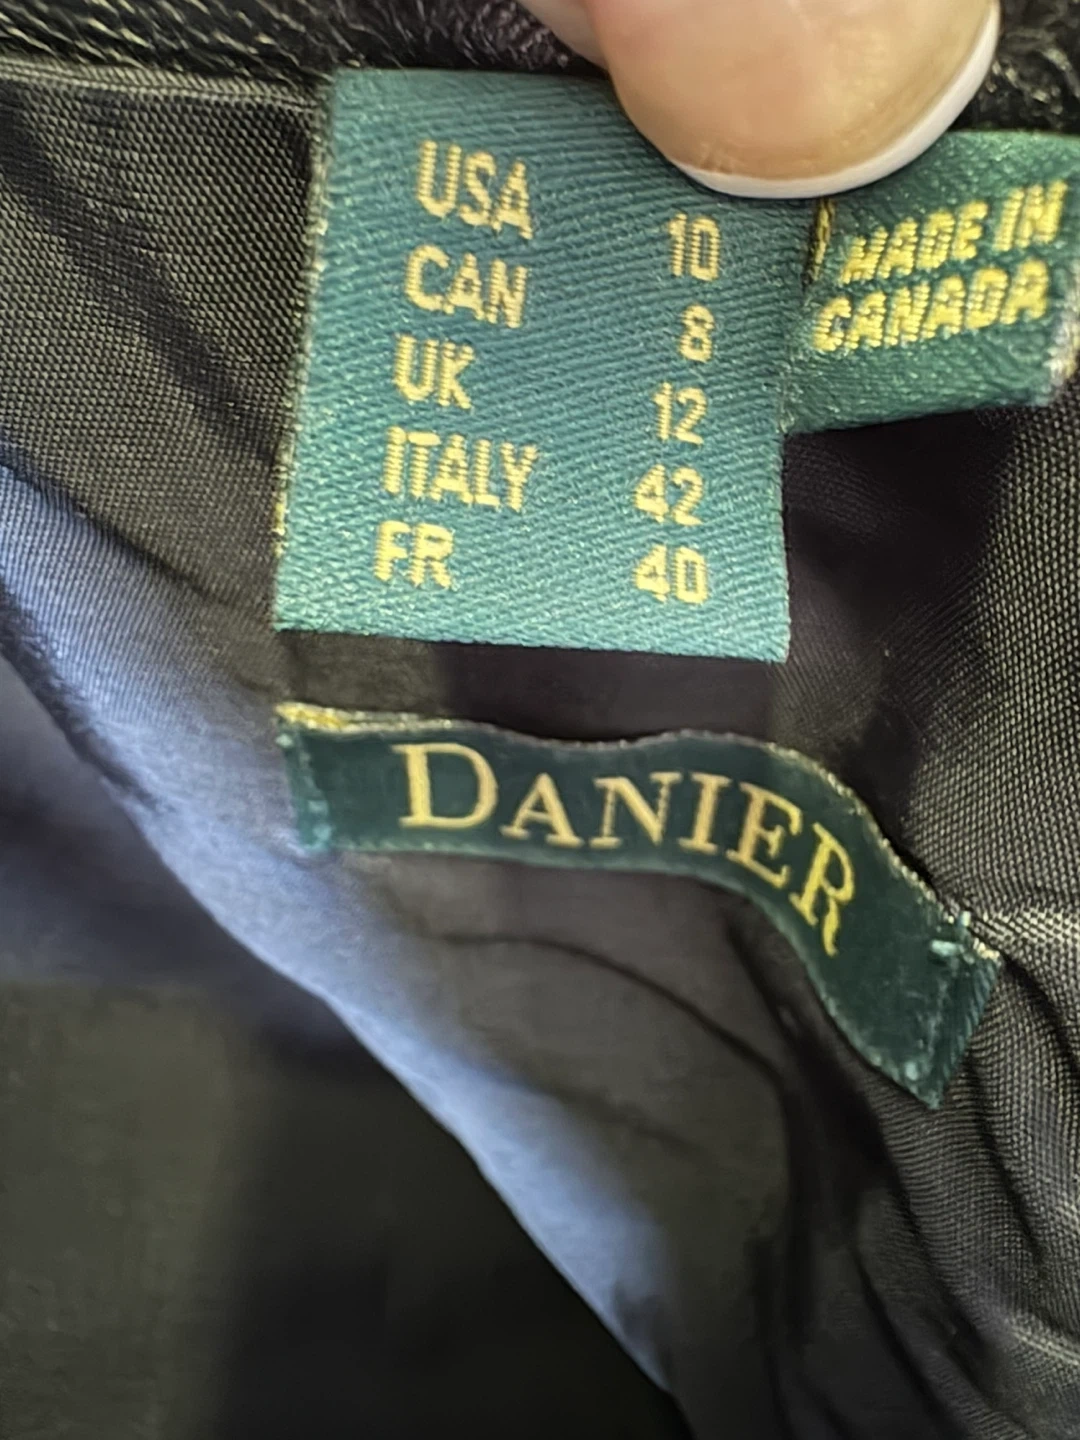 USA 10
CAN 8
UK 12
ITALY 42
FR 40
MADE IN
CANADA
DANIER